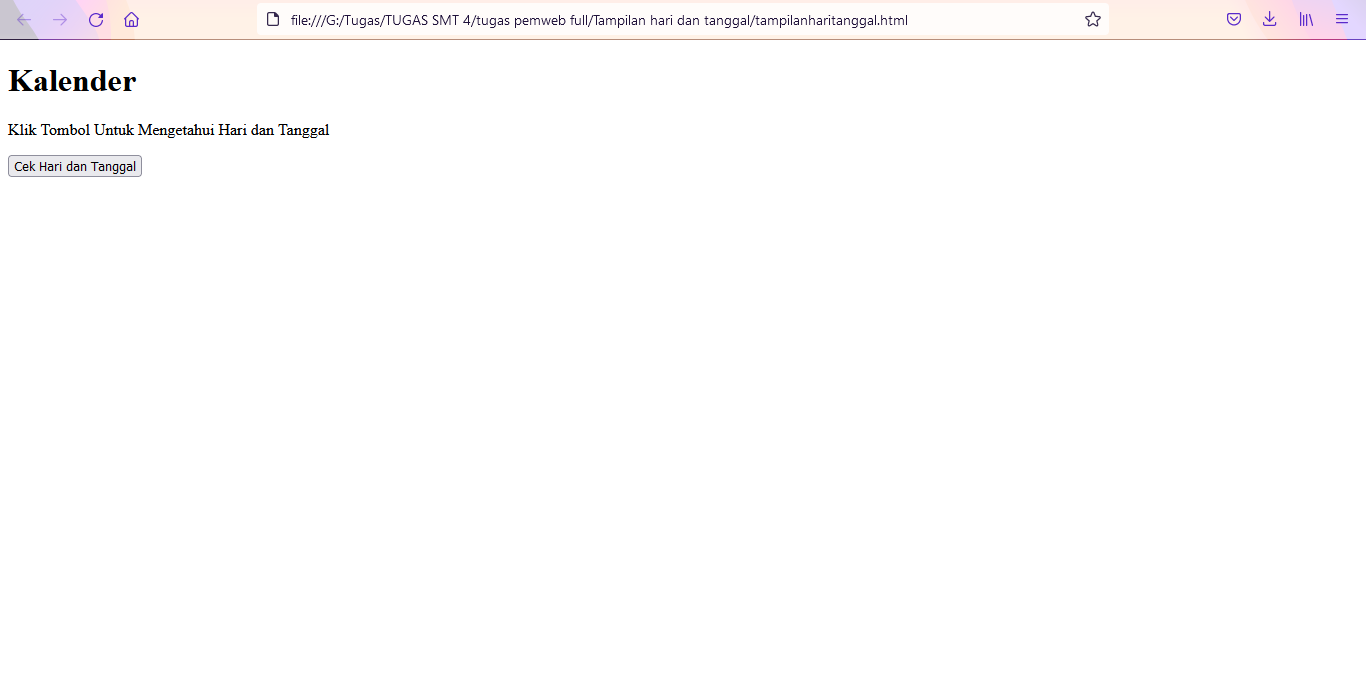 file:///G:/Tugas/TUGAS SMT 4/tugas pemweb full/Tampilan hari dan tanggal/tampilanharitanggal.html
Kalender
Klik Tombol Untuk Mengetahui Hari dan Tanggal
Cek Hari dan Tanggal